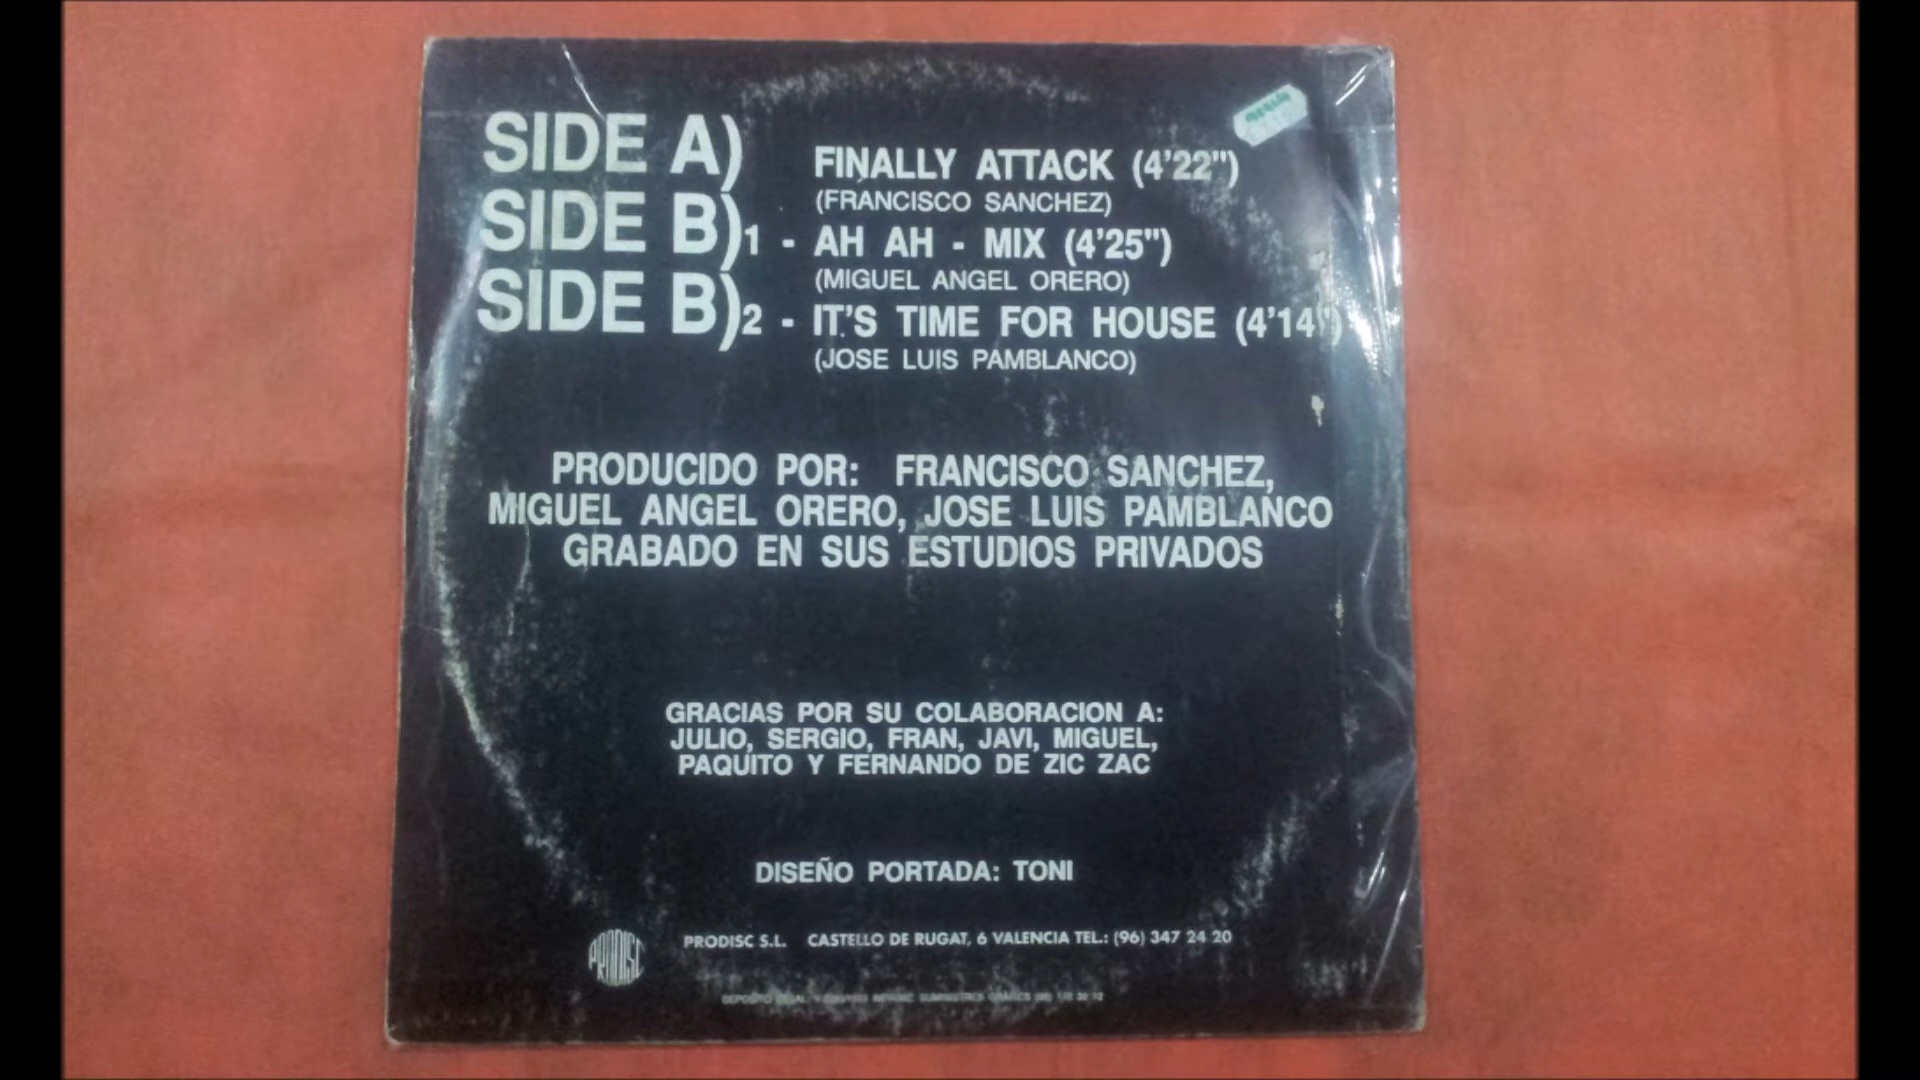 SIDE A) FINALLY ATTACK (4'22")
(FRANCISCO SANCHEZ)
SIDE B)1 - AH AH - MIX (4'25")
(MIGUEL ANGEL ORERO)
SIDE B)2 - IT'S TIME FOR HOUSE (4'14")
(JOSE LUIS PAMBLANCO)
PRODUCIDO POR: FRANCISCO SANCHEZ,
MIGUEL ANGEL ORERO, JOSE LUIS PAMBLANCO
GRABADO EN SUS ESTUDIOS PRIVADOS
GRACIAS POR SU COLABORACION A:
JULIO, SERGIO, FRAN, JAVI, MIGUEL,
PAQUITO Y FERNANDO DE ZIC ZAC
DISEÑO PORTADA: TONI
PRODISC
PRODISC S.L. CASTELLO DE RUGAT, 6 VALENCIA TEL.: (96) 347 24 20
DEPOSITO LEGAL